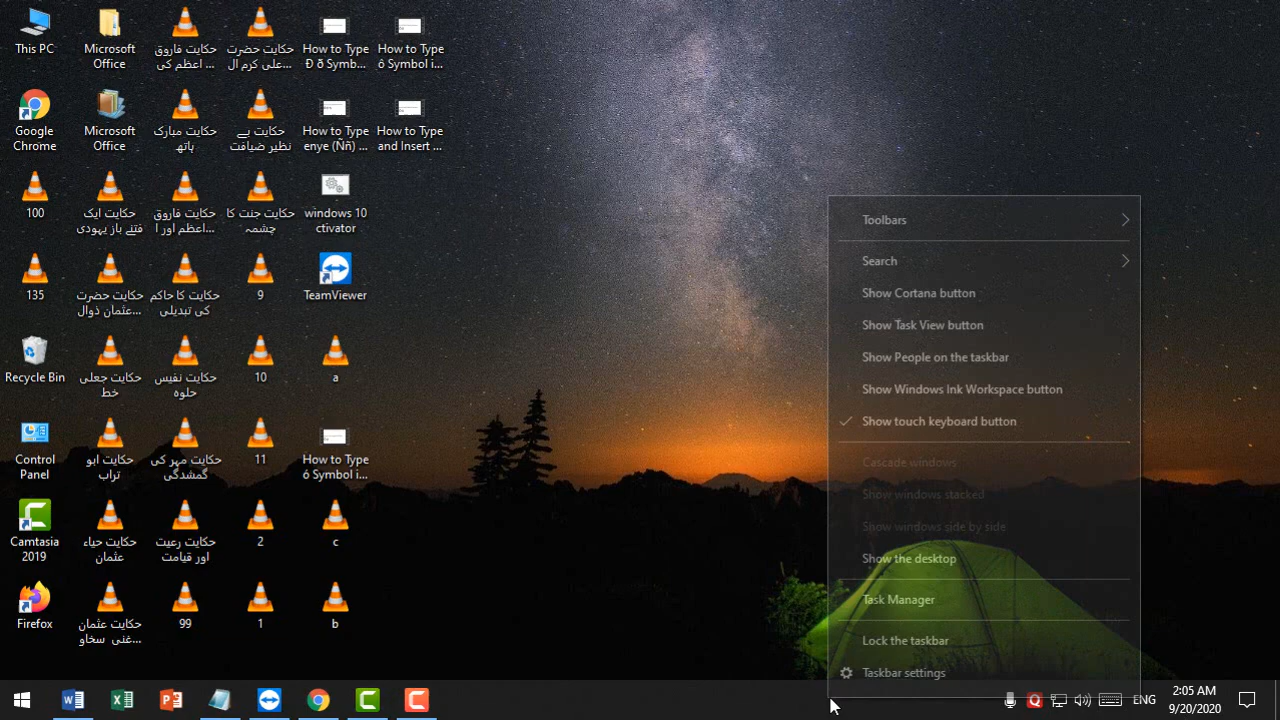 This PC
Microsoft
Office
حکایت فاروق
اعظم کی ...
حکایت حضرت
علی کرم ال...
How to Type
Ð ð Symb...
How to Type
ô Symbol i...
Google
Chrome
Microsoft
Office
حکایت مبارک
ہاتھ
حکایت بے
نظیر ضیافت
How to Type
enye (Ññ) ...
How to Type
and Insert ...
100
حکایت ایک
فتنے باز یہودی
حکایت فاروق
اعظم اور ا...
حکایت جنت کا
چشمہ
windows 10
ctivator
135
حکایت حضرت
عثمان ذوال...
حکایت کا حاکم
کی تبدیلی
9
TeamViewer
Recycle Bin
حکایت جعلی
خط
حکایت نفیس
حلوہ
10
a
Control
Panel
حکایت ابو
تراب
حکایت مہر کی
گمشدگی
11
How to Type
ó Symbol i...
Camtasia
2019
حکایت حیاء
عثمان
حکایت رعیت
اور قیامت
2
c
Firefox
حکایت عثمان
غنی سخاو...
99
1
b
Toolbars
Search
Show Cortana button
Show Task View button
Show People on the taskbar
Show Windows Ink Workspace button
Show touch keyboard button
Cascade windows
Show windows stacked
Show windows side by side
Show the desktop
Task Manager
Lock the taskbar
Taskbar settings
ENG
2:05 AM
9/20/2020